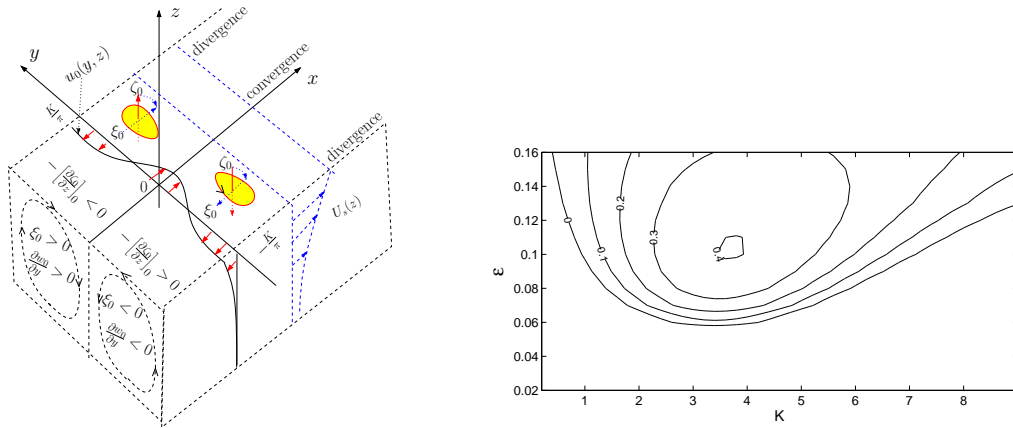 z
y
u₀(y, z)
divergence
convergence
x
divergence
ζ₀
ξ₀
π/K
0
ζ₀
ξ₀
−π/K
Uₛ(z)
−[∂ζ₀/∂z]₀ < 0
−[∂ζ₀/∂z]₀ > 0
ξ₀ > 0
∂w₀/∂y > 0
ξ₀ < 0
∂w₀/∂y < 0
0.16
0.14
0.12
0.1
0.08
0.06
0.04
0.02
ε
0
0.1
0.2
0.3
0.4
1 2 3 4 5 6 7 8
K